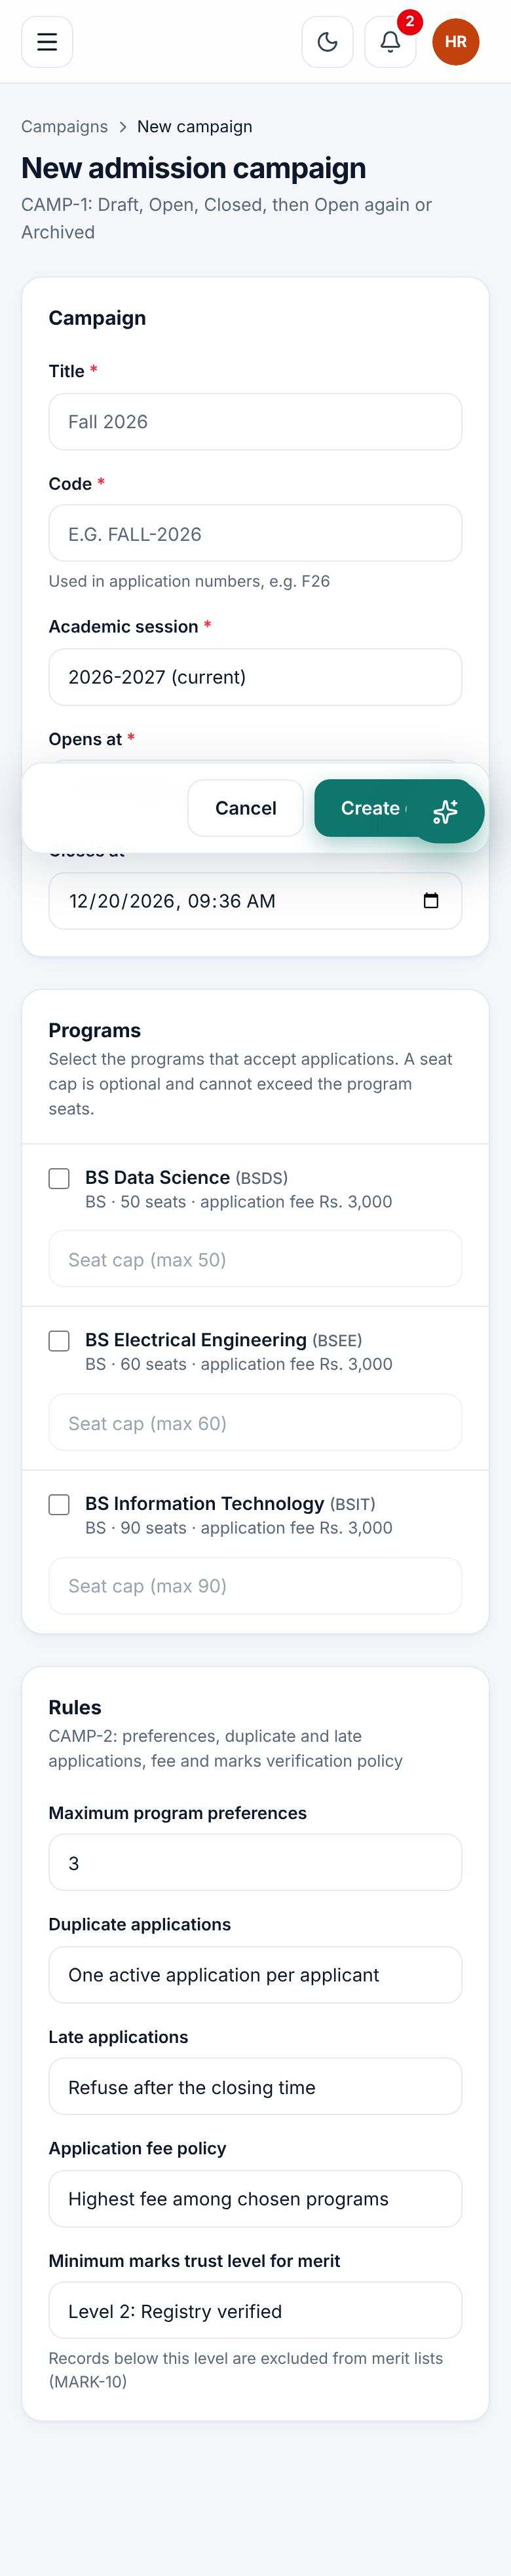 2
HR
Campaigns > New campaign
New admission campaign
CAMP-1: Draft, Open, Closed, then Open again or
Archived
Campaign
Title *
Fall 2026
Code *
E.G. FALL-2026
Used in application numbers, e.g. F26
Academic session *
2026-2027 (current)
Opens at *
Cancel
Create
Closes at
12/20/2026, 09:36 AM
Programs
Select the programs that accept applications. A seat
cap is optional and cannot exceed the program
seats.
BS Data Science (BSDS)
BS · 50 seats · application fee Rs. 3,000
Seat cap (max 50)
BS Electrical Engineering (BSEE)
BS · 60 seats · application fee Rs. 3,000
Seat cap (max 60)
BS Information Technology (BSIT)
BS · 90 seats · application fee Rs. 3,000
Seat cap (max 90)
Rules
CAMP-2: preferences, duplicate and late
applications, fee and marks verification policy
Maximum program preferences
3
Duplicate applications
One active application per applicant
Late applications
Refuse after the closing time
Application fee policy
Highest fee among chosen programs
Minimum marks trust level for merit
Level 2: Registry verified
Records below this level are excluded from merit lists
(MARK-10)